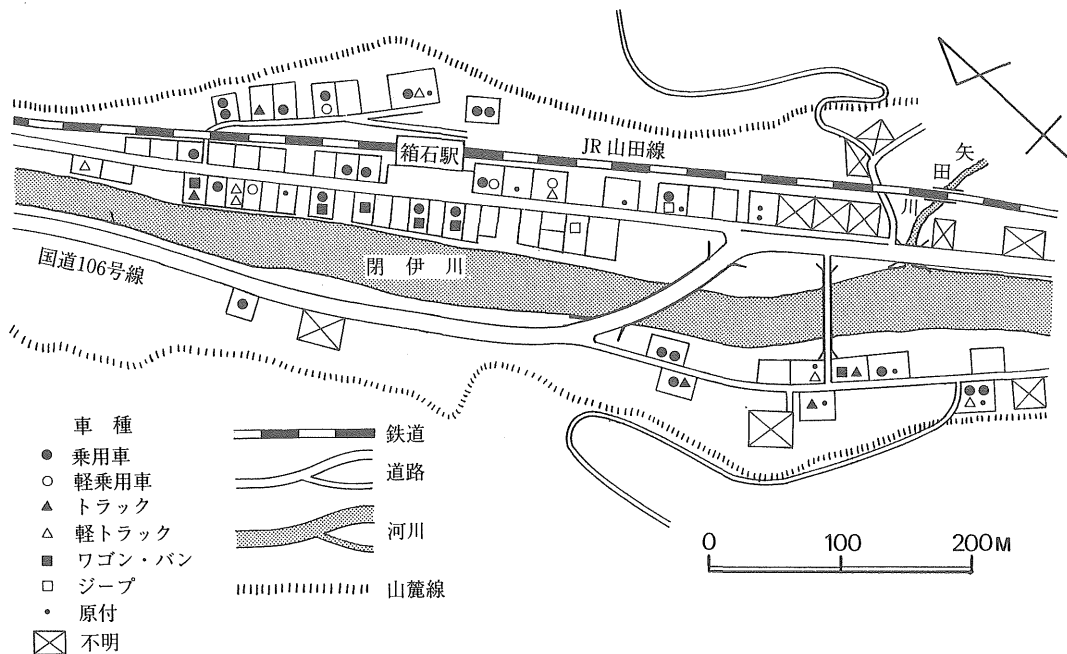 箱石駅
JR山田線
矢
田
川
国道106号線
閉伊川
車種
乗用車
軽乗用車
トラック
軽トラック
ワゴン・バン
ジープ
原付
不明
鉄道
道路
河川
山麓線
0 100 200M